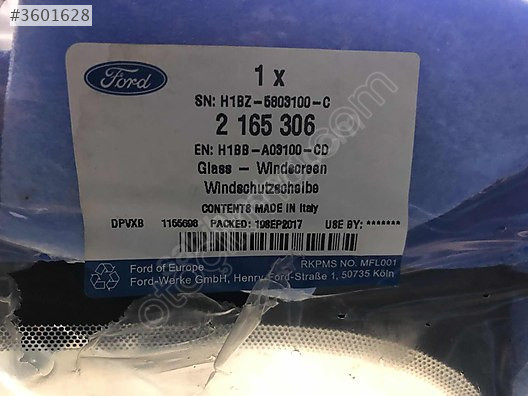 #3601628
Ford
1 x
SN: H1BZ-5803100-C
2 165 306
EN: H1BB-A03100-CD
Glass - Windscreen
Windschutzscheibe
CONTENTS MADE IN Italy
DPVXB 1155698 PACKED: 19SEP2017 USE BY: *******
Ford of Europe RKPMS NO. MFL001
Ford-Werke GmbH, Henry-Ford-Straße 1, 50735 Köln